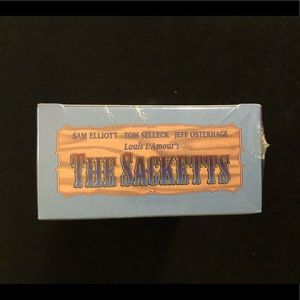 SAM ELLIOTT TOM SELLECK JEFF OSTERHAGE
Louis L'Amour's
THE SACKETTS